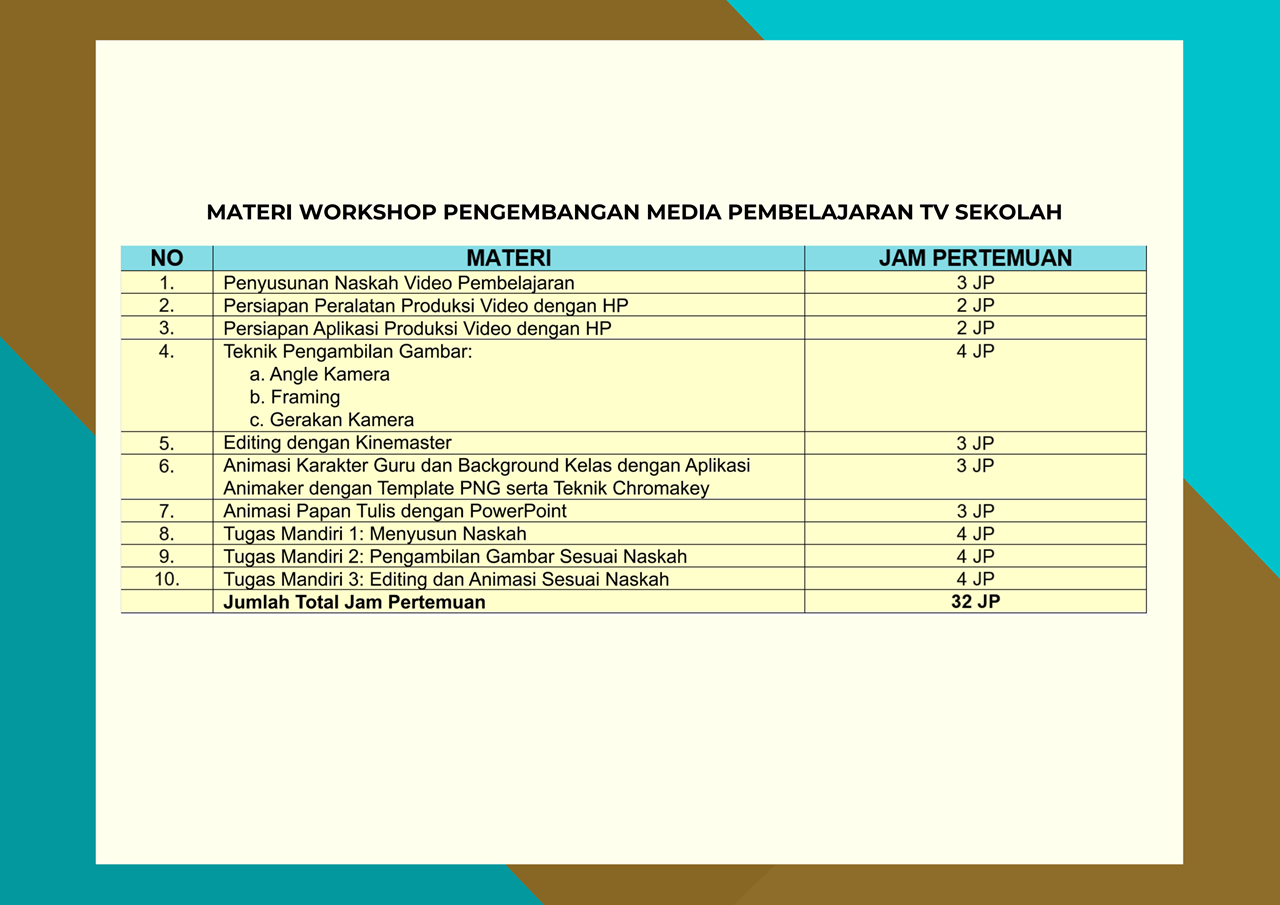 MATERI WORKSHOP PENGEMBANGAN MEDIA PEMBELAJARAN TV SEKOLAH
NO MATERI JAM PERTEMUAN
1. Penyusunan Naskah Video Pembelajaran 3 JP
2. Persiapan Peralatan Produksi Video dengan HP 2 JP
3. Persiapan Aplikasi Produksi Video dengan HP 2 JP
4. Teknik Pengambilan Gambar: 4 JP
a. Angle Kamera
b. Framing
c. Gerakan Kamera
5. Editing dengan Kinemaster 3 JP
6. Animasi Karakter Guru dan Background Kelas dengan Aplikasi 3 JP
Animaker dengan Template PNG serta Teknik Chromakey
7. Animasi Papan Tulis dengan PowerPoint 3 JP
8. Tugas Mandiri 1: Menyusun Naskah 4 JP
9. Tugas Mandiri 2: Pengambilan Gambar Sesuai Naskah 4 JP
10. Tugas Mandiri 3: Editing dan Animasi Sesuai Naskah 4 JP
Jumlah Total Jam Pertemuan 32 JP